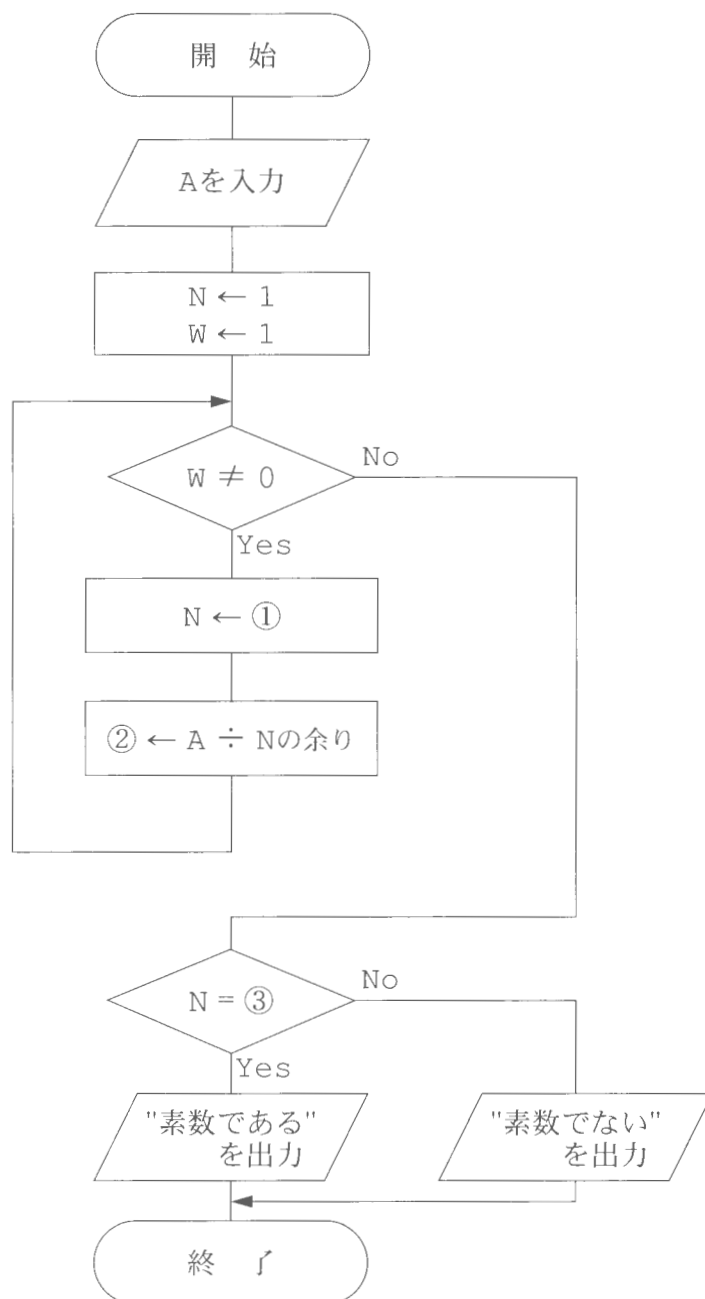 開　始
Aを入力
N ← 1
W ← 1
W ≠ 0
No
Yes
N ← ①
② ← A ÷ Nの余り
N = ③
No
Yes
"素数である"
を出力
"素数でない"
を出力
終　了